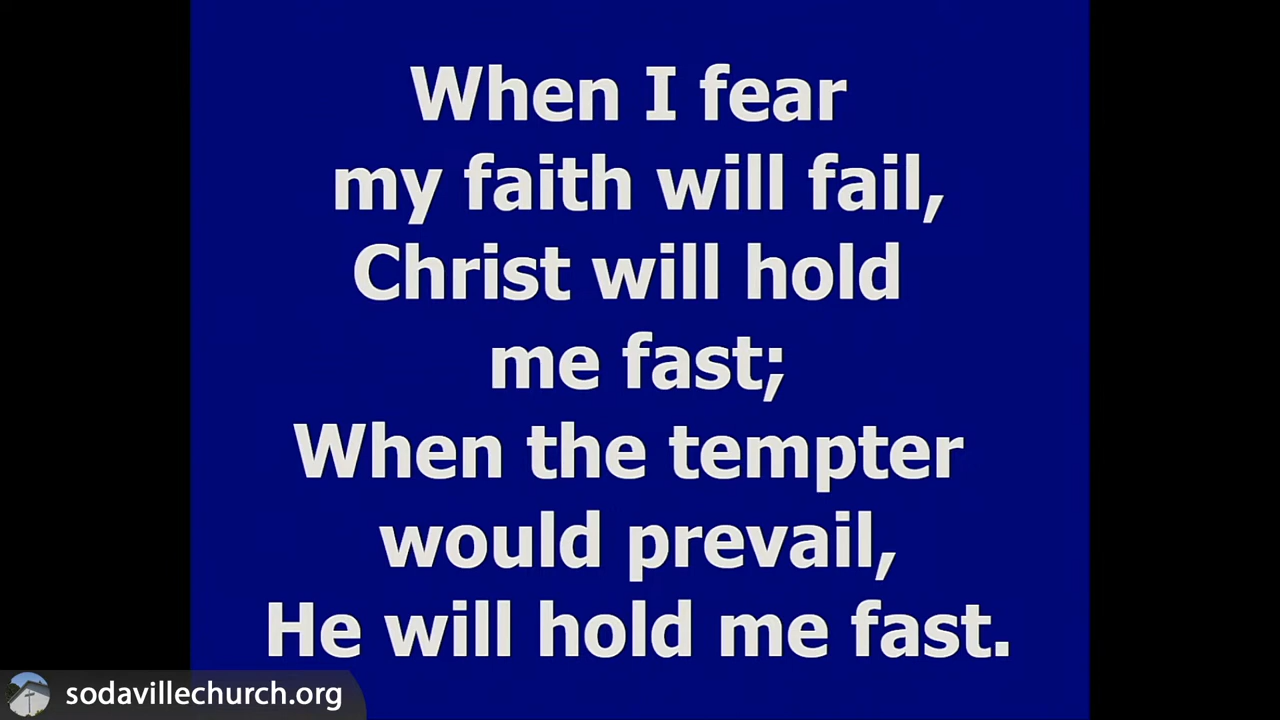 When I fear
my faith will fail,
Christ will hold
me fast;
When the tempter
would prevail,
He will hold me fast.
sodavillechurch.org